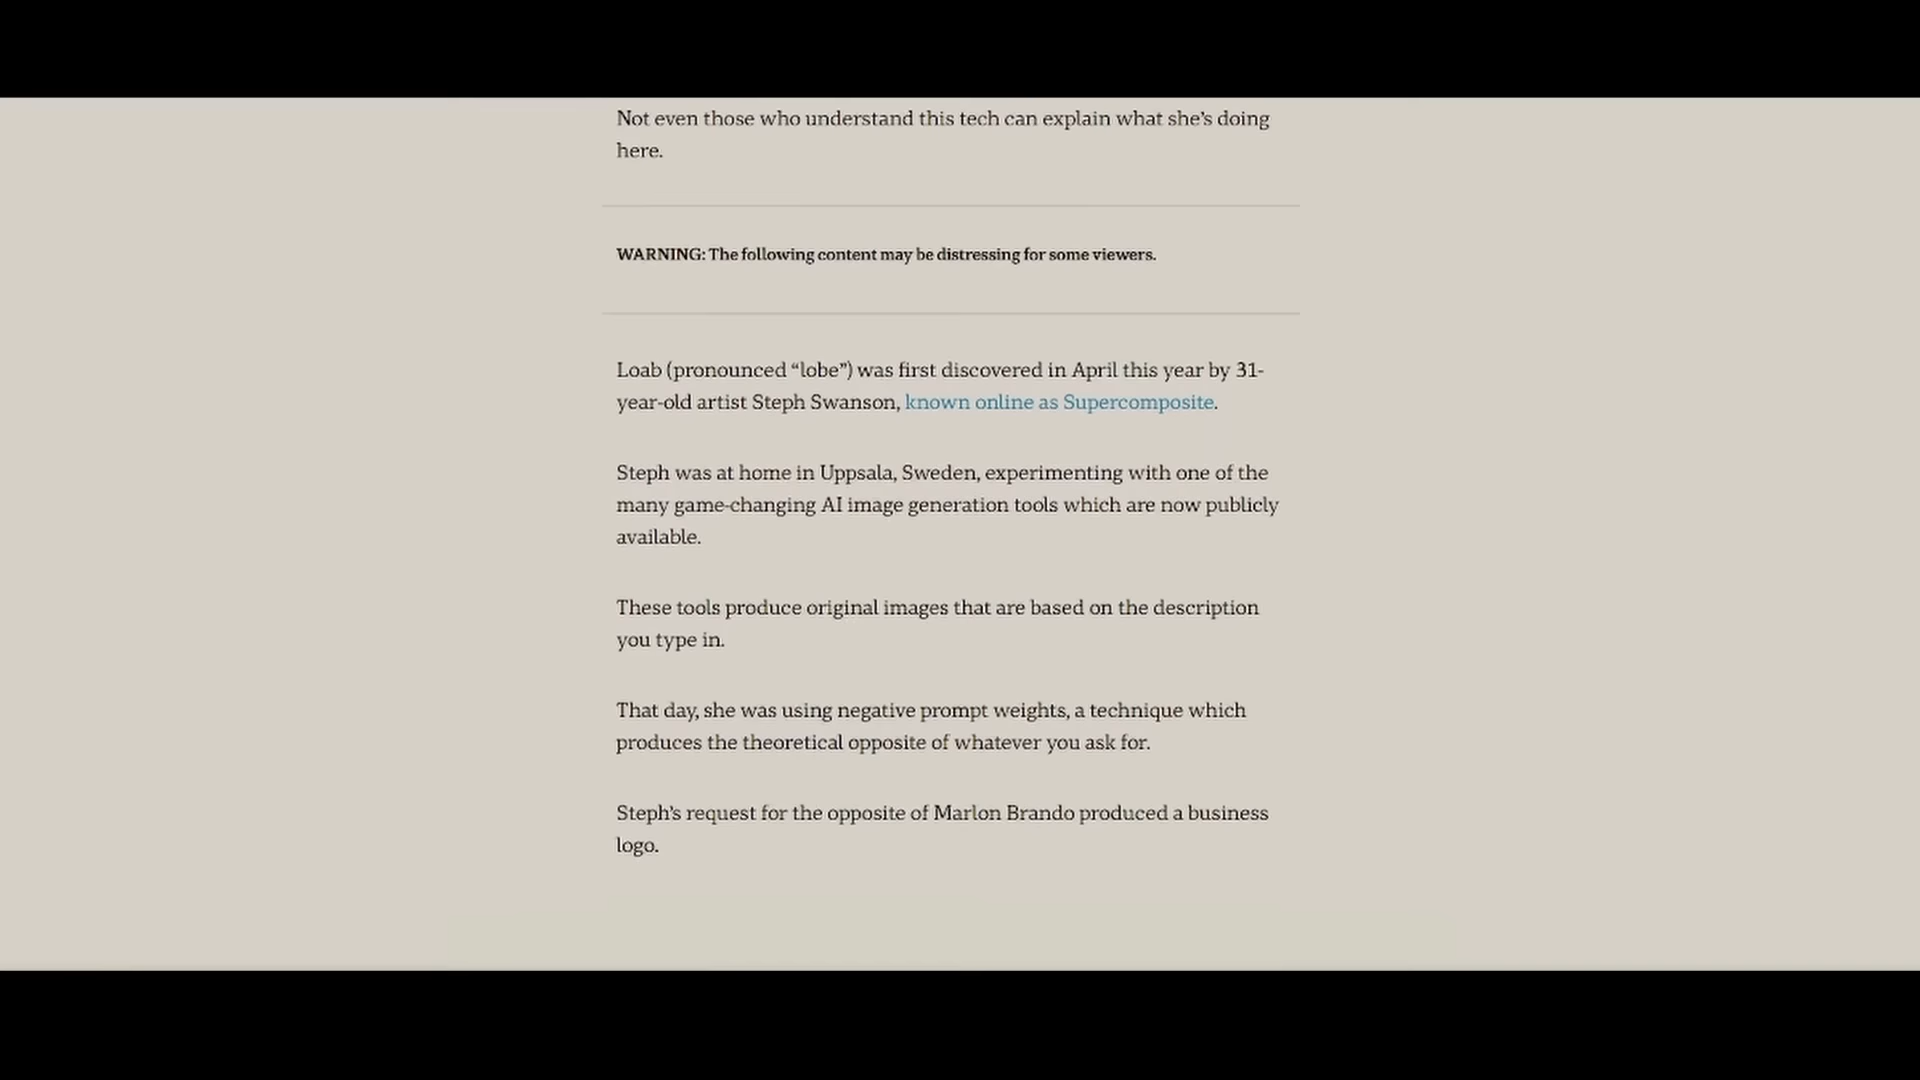 Not even those who understand this tech can explain what she's doing
here.
WARNING: The following content may be distressing for some viewers.
Loab (pronounced “lobe”) was first discovered in April this year by 31-
year-old artist Steph Swanson, known online as Supercomposite.
Steph was at home in Uppsala, Sweden, experimenting with one of the
many game-changing AI image generation tools which are now publicly
available.
These tools produce original images that are based on the description
you type in.
That day, she was using negative prompt weights, a technique which
produces the theoretical opposite of whatever you ask for.
Steph's request for the opposite of Marlon Brando produced a business
logo.